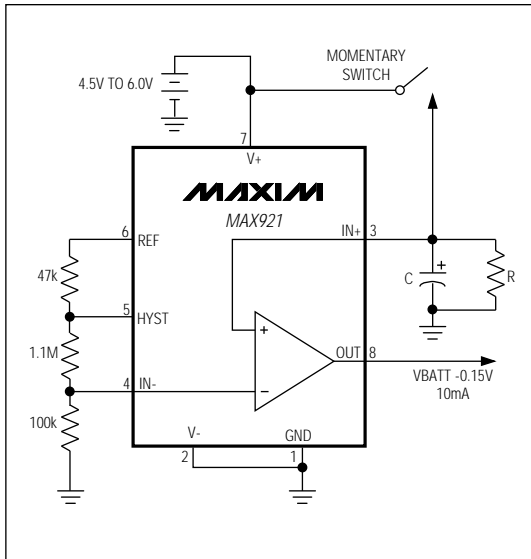 MOMENTARY
SWITCH
4.5V TO 6.0V
7
V+
MAXIM
MAX921
6
REF
IN+
3
47k
5
HYST
C
+
R
1.1M
+
OUT
8
4
IN-
−
VBATT -0.15V
10mA
100k
V-
GND
2
1